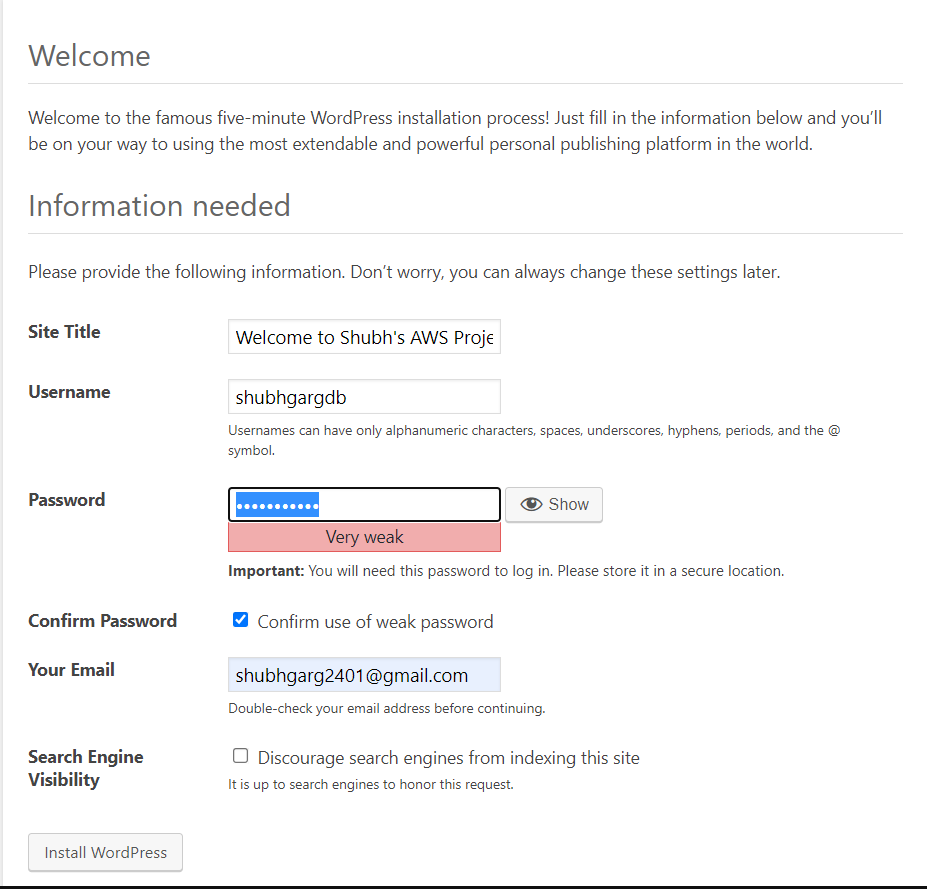 Welcome
Welcome to the famous five-minute WordPress installation process! Just fill in the information below and you’ll
be on your way to using the most extendable and powerful personal publishing platform in the world.
Information needed
Please provide the following information. Don’t worry, you can always change these settings later.
Site Title
Welcome to Shubh's AWS Proje
Username
shubhgargdb
Usernames can have only alphanumeric characters, spaces, underscores, hyphens, periods, and the @
symbol.
Password
•••••••••••
Show
Very weak
Important: You will need this password to log in. Please store it in a secure location.
Confirm Password
Confirm use of weak password
Your Email
shubhgarg2401@gmail.com
Double-check your email address before continuing.
Search Engine
Visibility
Discourage search engines from indexing this site
It is up to search engines to honor this request.
Install WordPress